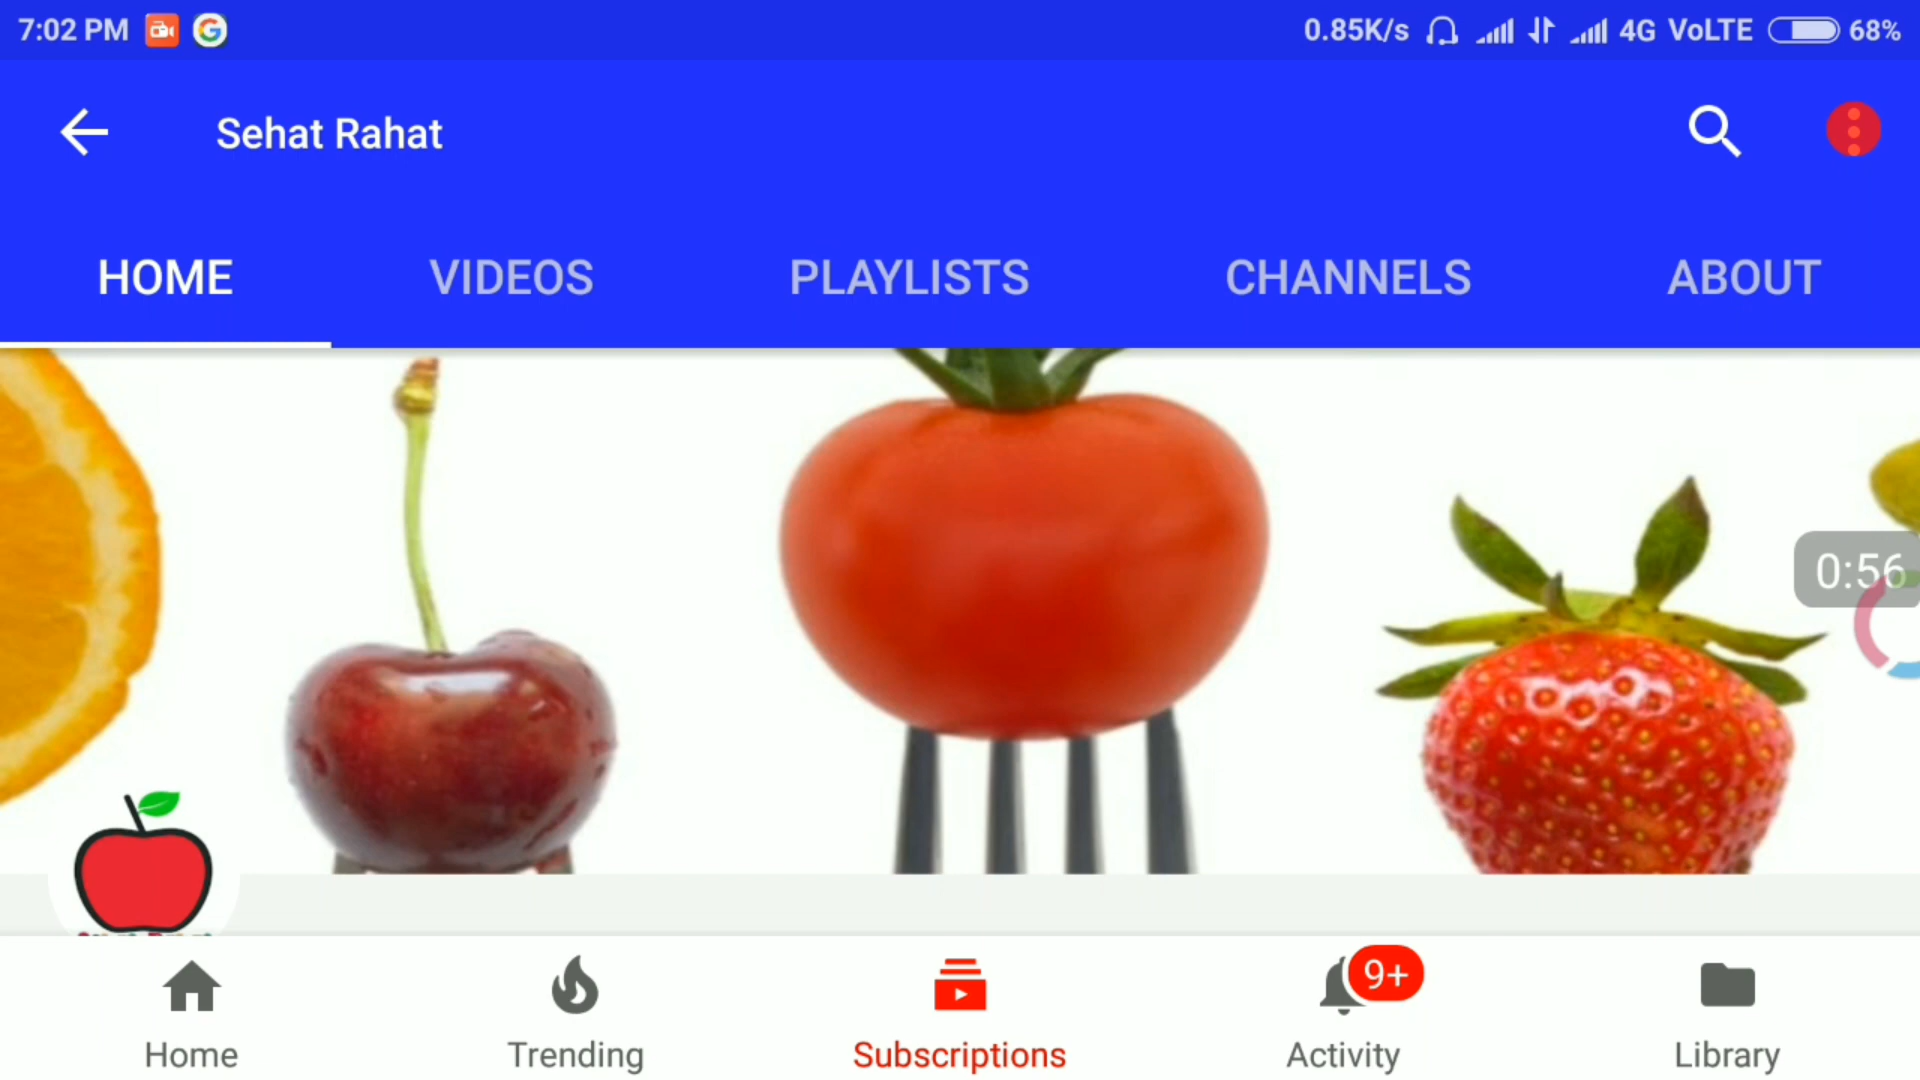 7:02 PM 0.85K/s 4G VoLTE 68%
Sehat Rahat
HOME VIDEOS PLAYLISTS CHANNELS ABOUT
0:56
9+
Home Trending Subscriptions Activity Library